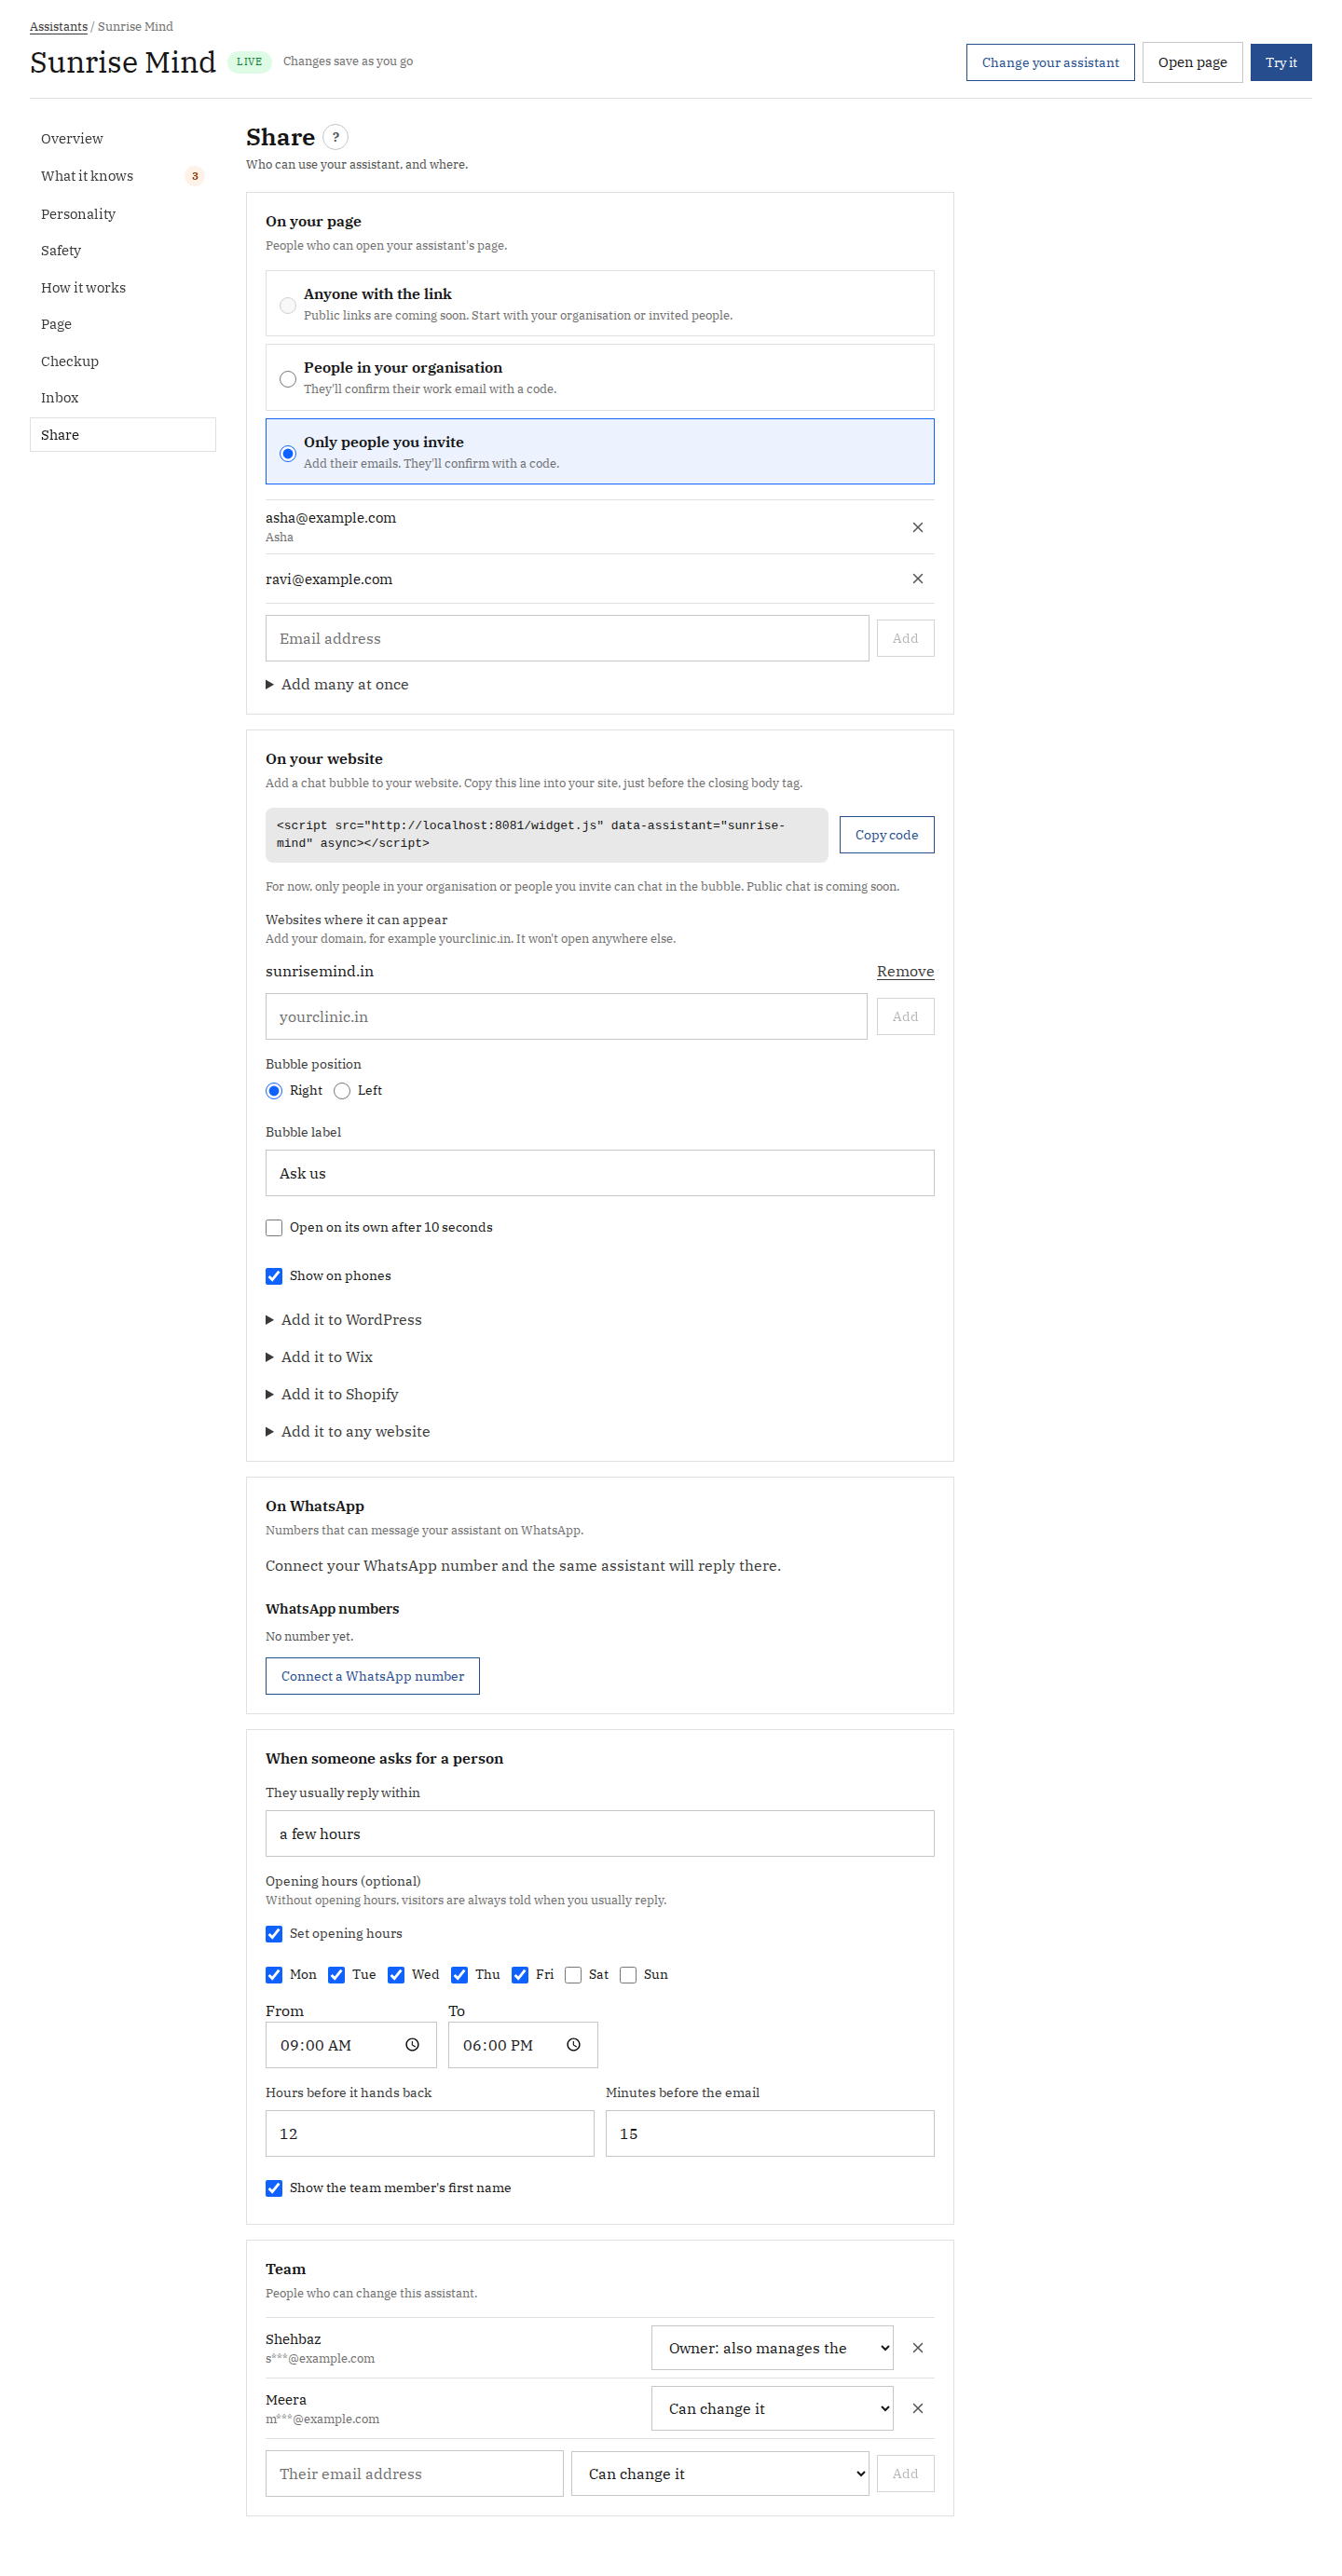 Assistants / Sunrise Mind
Sunrise Mind LIVE Changes save as you go
Change your assistant Open page Try it
Overview
What it knows 3
Personality
Safety
How it works
Page
Checkup
Inbox
Share
Share ?
Who can use your assistant, and where.
On your page
People who can open your assistant's page.
Anyone with the link
Public links are coming soon. Start with your organisation or invited people.
People in your organisation
They'll confirm their work email with a code.
Only people you invite
Add their emails. They'll confirm with a code.
asha@example.com
Asha
ravi@example.com
Email address Add
Add many at once
On your website
Add a chat bubble to your website. Copy this line into your site, just before the closing body tag.
<script src="http://localhost:8081/widget.js" data-assistant="sunrise-
mind" async></script>
Copy code
For now, only people in your organisation or people you invite can chat in the bubble. Public chat is coming soon.
Websites where it can appear
Add your domain, for example yourclinic.in. It won't open anywhere else.
sunrisemind.in Remove
yourclinic.in Add
Bubble position
Right Left
Bubble label
Ask us
Open on its own after 10 seconds
Show on phones
Add it to WordPress
Add it to Wix
Add it to Shopify
Add it to any website
On WhatsApp
Numbers that can message your assistant on WhatsApp.
Connect your WhatsApp number and the same assistant will reply there.
WhatsApp numbers
No number yet.
Connect a WhatsApp number
When someone asks for a person
They usually reply within
a few hours
Opening hours (optional)
Without opening hours, visitors are always told when you usually reply.
Set opening hours
Mon Tue Wed Thu Fri Sat Sun
From To
09:00 AM 06:00 PM
Hours before it hands back Minutes before the email
12 15
Show the team member's first name
Team
People who can change this assistant.
Shehbaz
s***@example.com
Owner: also manages the
Meera
m***@example.com
Can change it
Their email address Can change it Add